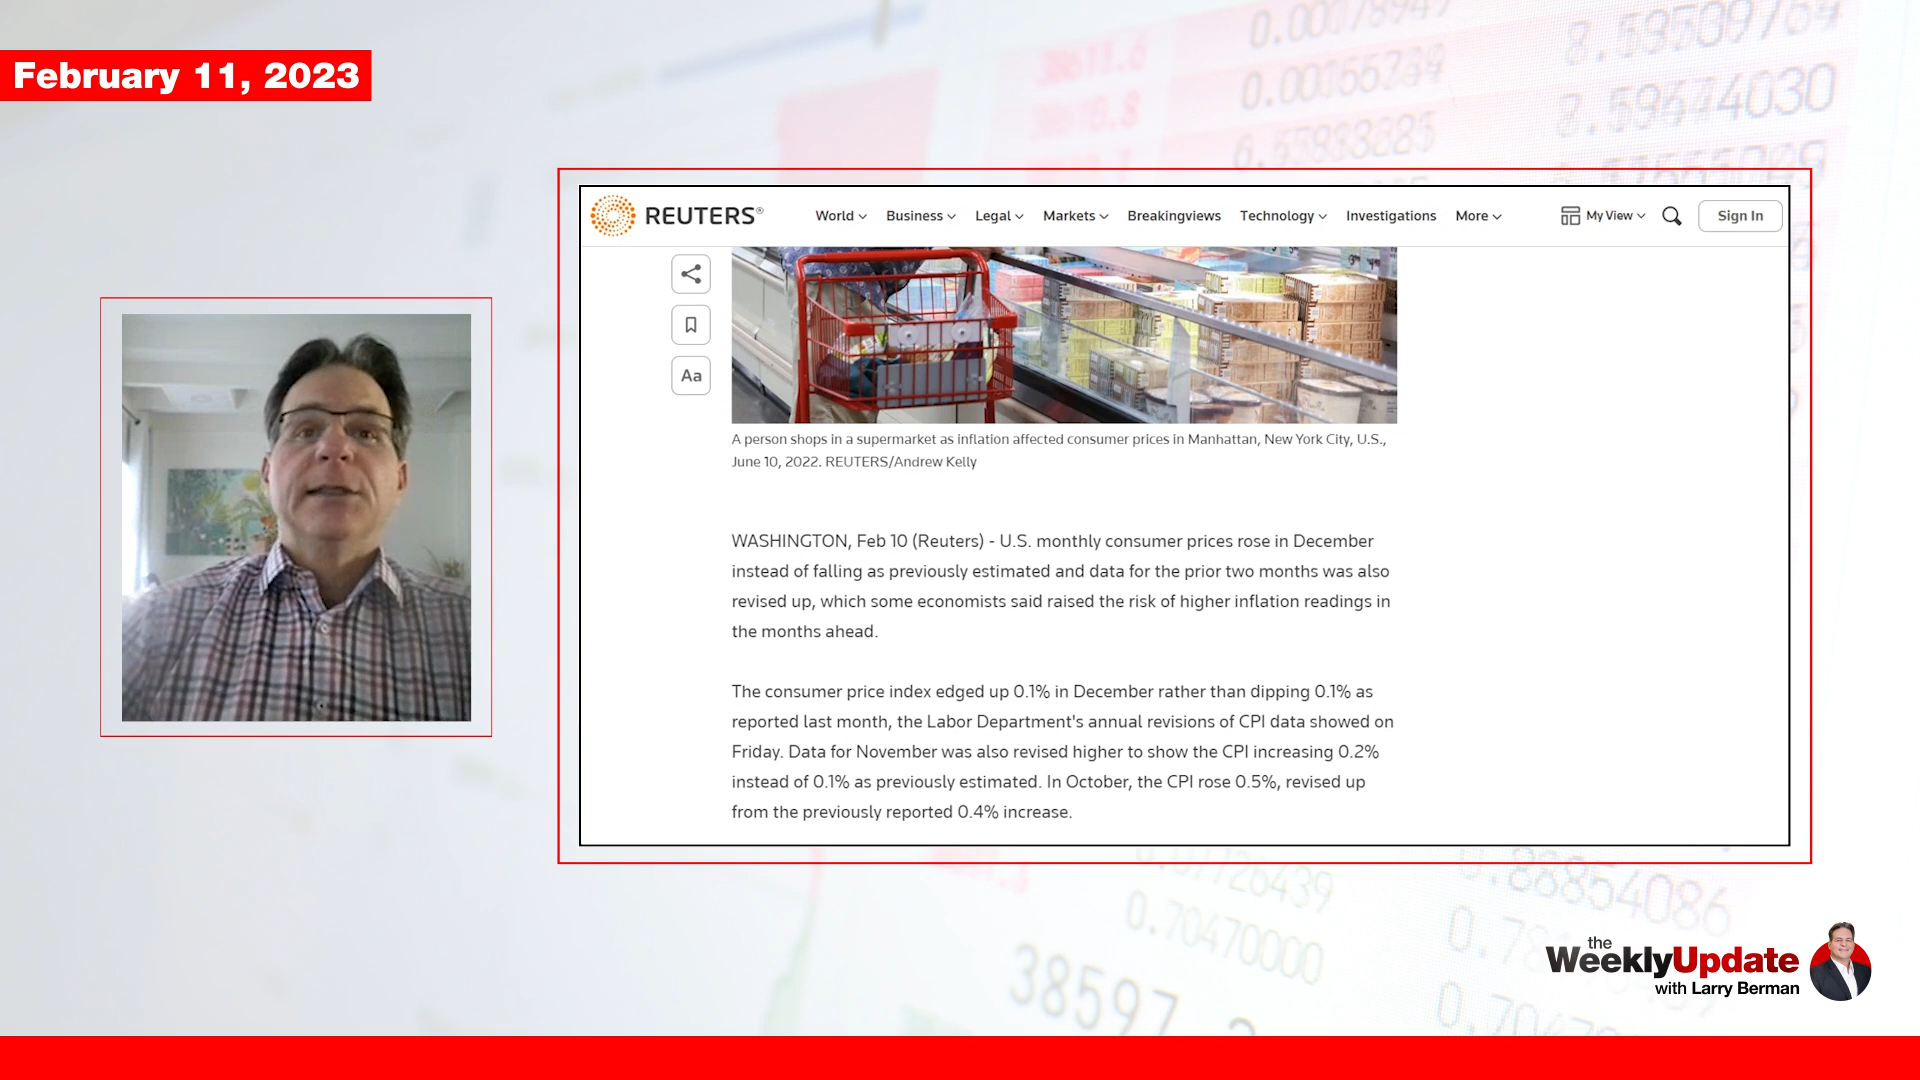 February 11, 2023
REUTERS®
World
Business
Legal
Markets
Breakingviews
Technology
Investigations
More
My View
Sign In
Aa
A person shops in a supermarket as inflation affected consumer prices in Manhattan, New York City, U.S.,
June 10, 2022. REUTERS/Andrew Kelly
WASHINGTON, Feb 10 (Reuters) - U.S. monthly consumer prices rose in December
instead of falling as previously estimated and data for the prior two months was also
revised up, which some economists said raised the risk of higher inflation readings in
the months ahead.
The consumer price index edged up 0.1% in December rather than dipping 0.1% as
reported last month, the Labor Department's annual revisions of CPI data showed on
Friday. Data for November was also revised higher to show the CPI increasing 0.2%
instead of 0.1% as previously estimated. In October, the CPI rose 0.5%, revised up
from the previously reported 0.4% increase.
0.70470000
38597
the
WeeklyUpdate
with Larry Berman